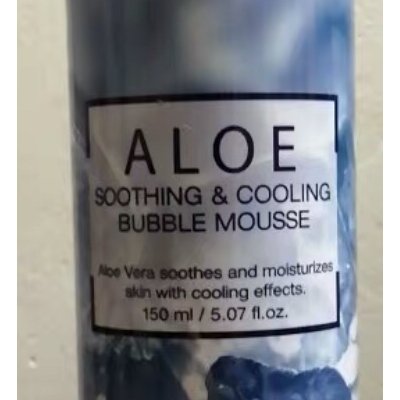 ALOE
SOOTHING & COOLING
BUBBLE MOUSSE
Aloe Vera soothes and moisturizes
skin with cooling effects.
150 ml / 5.07 fl.oz.